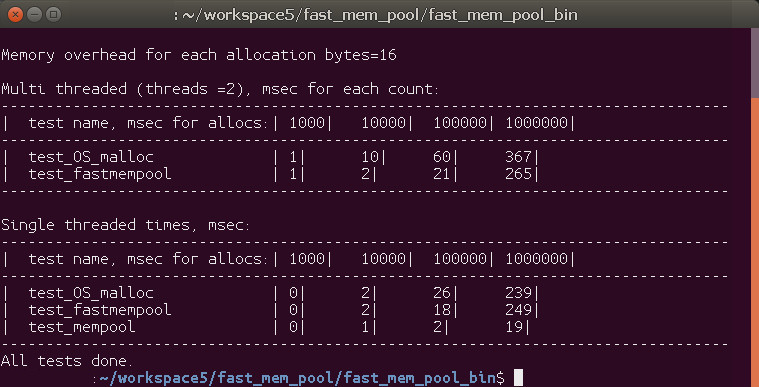 :~/workspace5/fast_mem_pool/fast_mem_pool_bin
Memory overhead for each allocation bytes=16
Multi threaded (threads =2), msec for each count:
--------------------------------------------------------------------------------
|  test name, msec for allocs:| 1000|   10000|  100000| 1000000|
--------------------------------------------------------------------------------
|  test_OS_malloc             | 1|      10|     60|     367|
|  test_fastmempool           | 1|      2|      21|     265|
--------------------------------------------------------------------------------
Single threaded times, msec:
--------------------------------------------------------------------------------
|  test name, msec for allocs:| 1000|   10000|  100000| 1000000|
--------------------------------------------------------------------------------
|  test_OS_malloc             | 0|      2|      26|     239|
|  test_fastmempool           | 0|      2|      18|     249|
|  test_mempool               | 0|      1|      2|      19|
--------------------------------------------------------------------------------
All tests done.
:~/workspace5/fast_mem_pool/fast_mem_pool_bin$